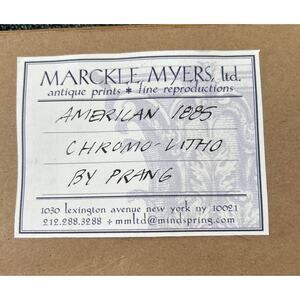 MARCKLE MYERS, ltd.
antique prints * fine reproductions
AMERICAN 1885
CHROMO-LITHO
BY PRANG
1030 lexington avenue new york ny 10021
212.288.3288 + mmltd@mindspring.com